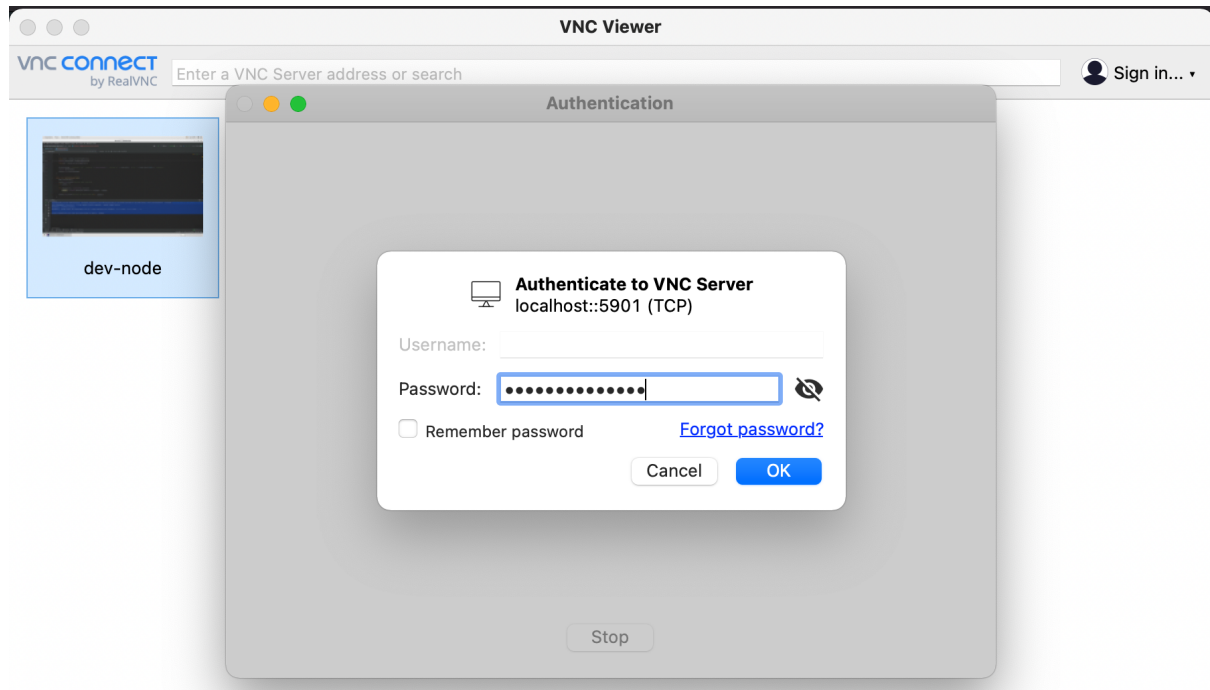 VNC Viewer
vnc connect
by RealVNC
Enter a VNC Server address or search
Sign in...
Authentication
dev-node
Authenticate to VNC Server
localhost::5901 (TCP)
Username:
Password: ••••••••••••••
Remember password
Forgot password?
Cancel
OK
Stop